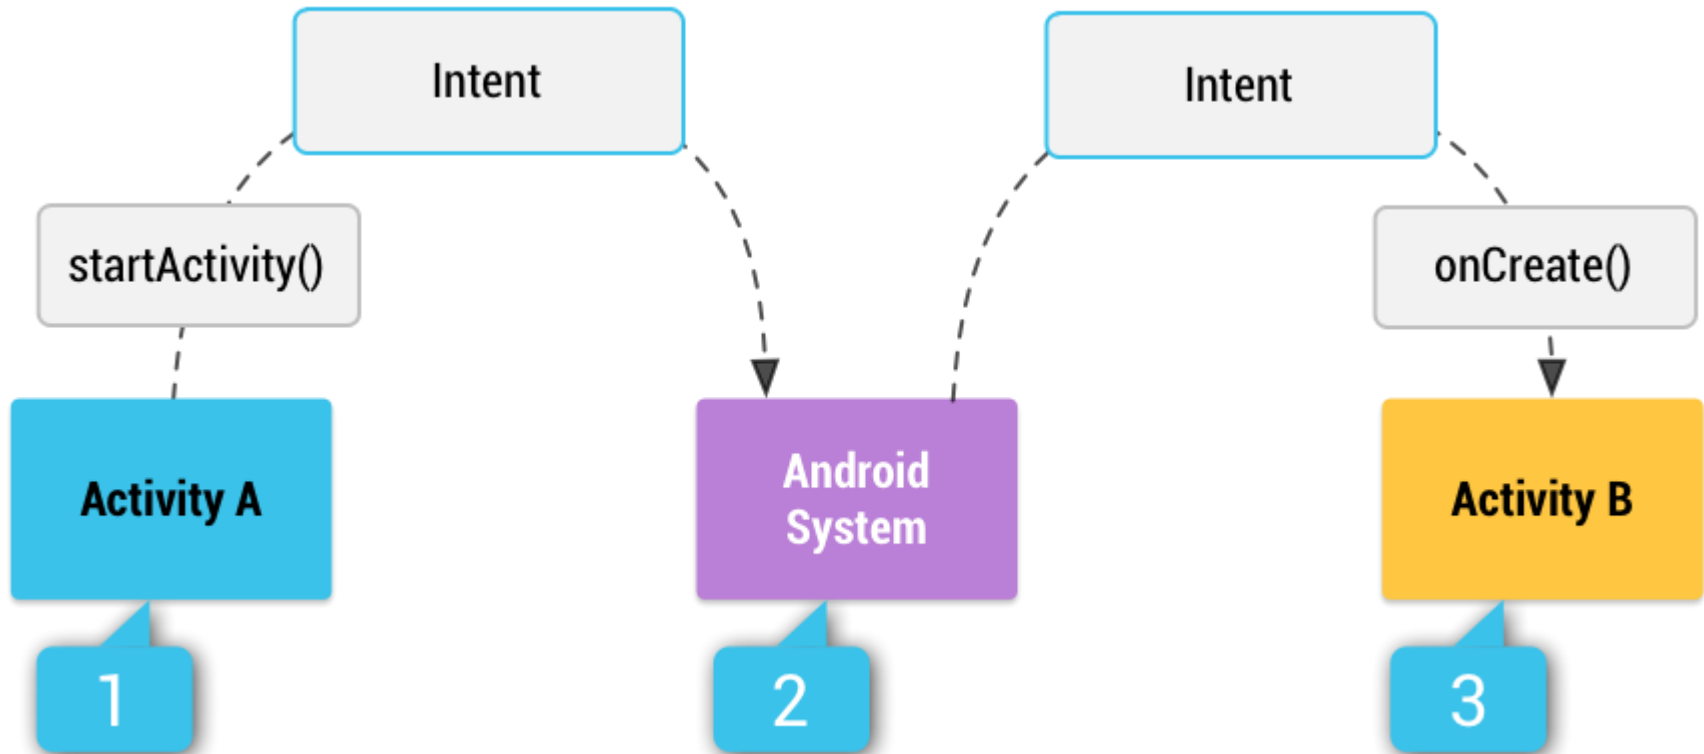 Intent
Intent
startActivity()
onCreate()
Activity A
Android
System
Activity B
1
2
3